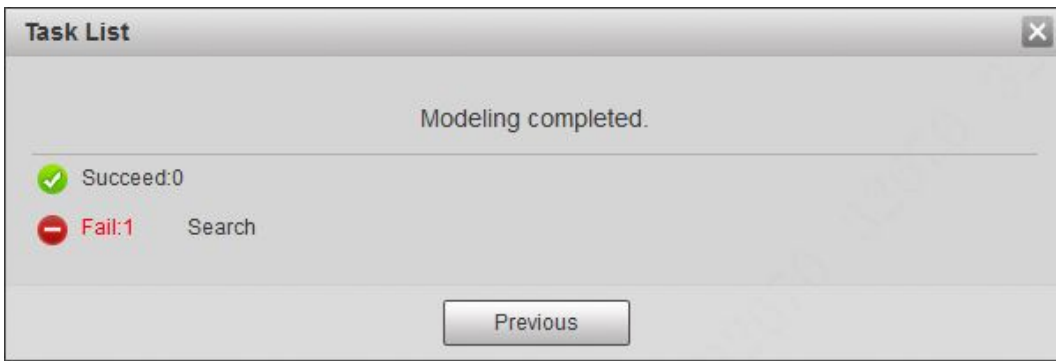 Task List
Modeling completed.
Succeed:0
Fail:1 Search
Previous